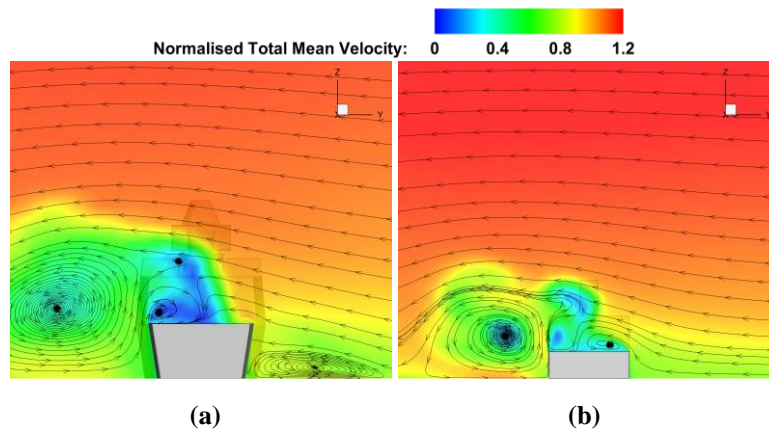 Normalised Total Mean Velocity: 0 0.4 0.8 1.2
Z
X Y
Z
X Y
(a) (b)